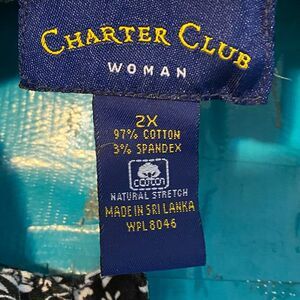 CHARTER CLUB
WOMAN
2X
97% COTTON
3% SPANDEX
cotton
NATURAL STRETCH
MADE IN SRI LANKA
WPL 8046